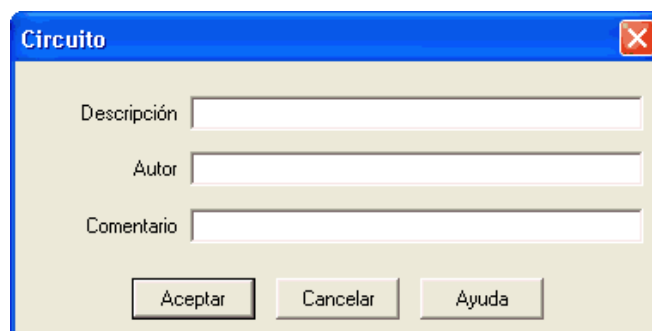 Circuito
Descripción
Autor
Comentario
Aceptar Cancelar Ayuda